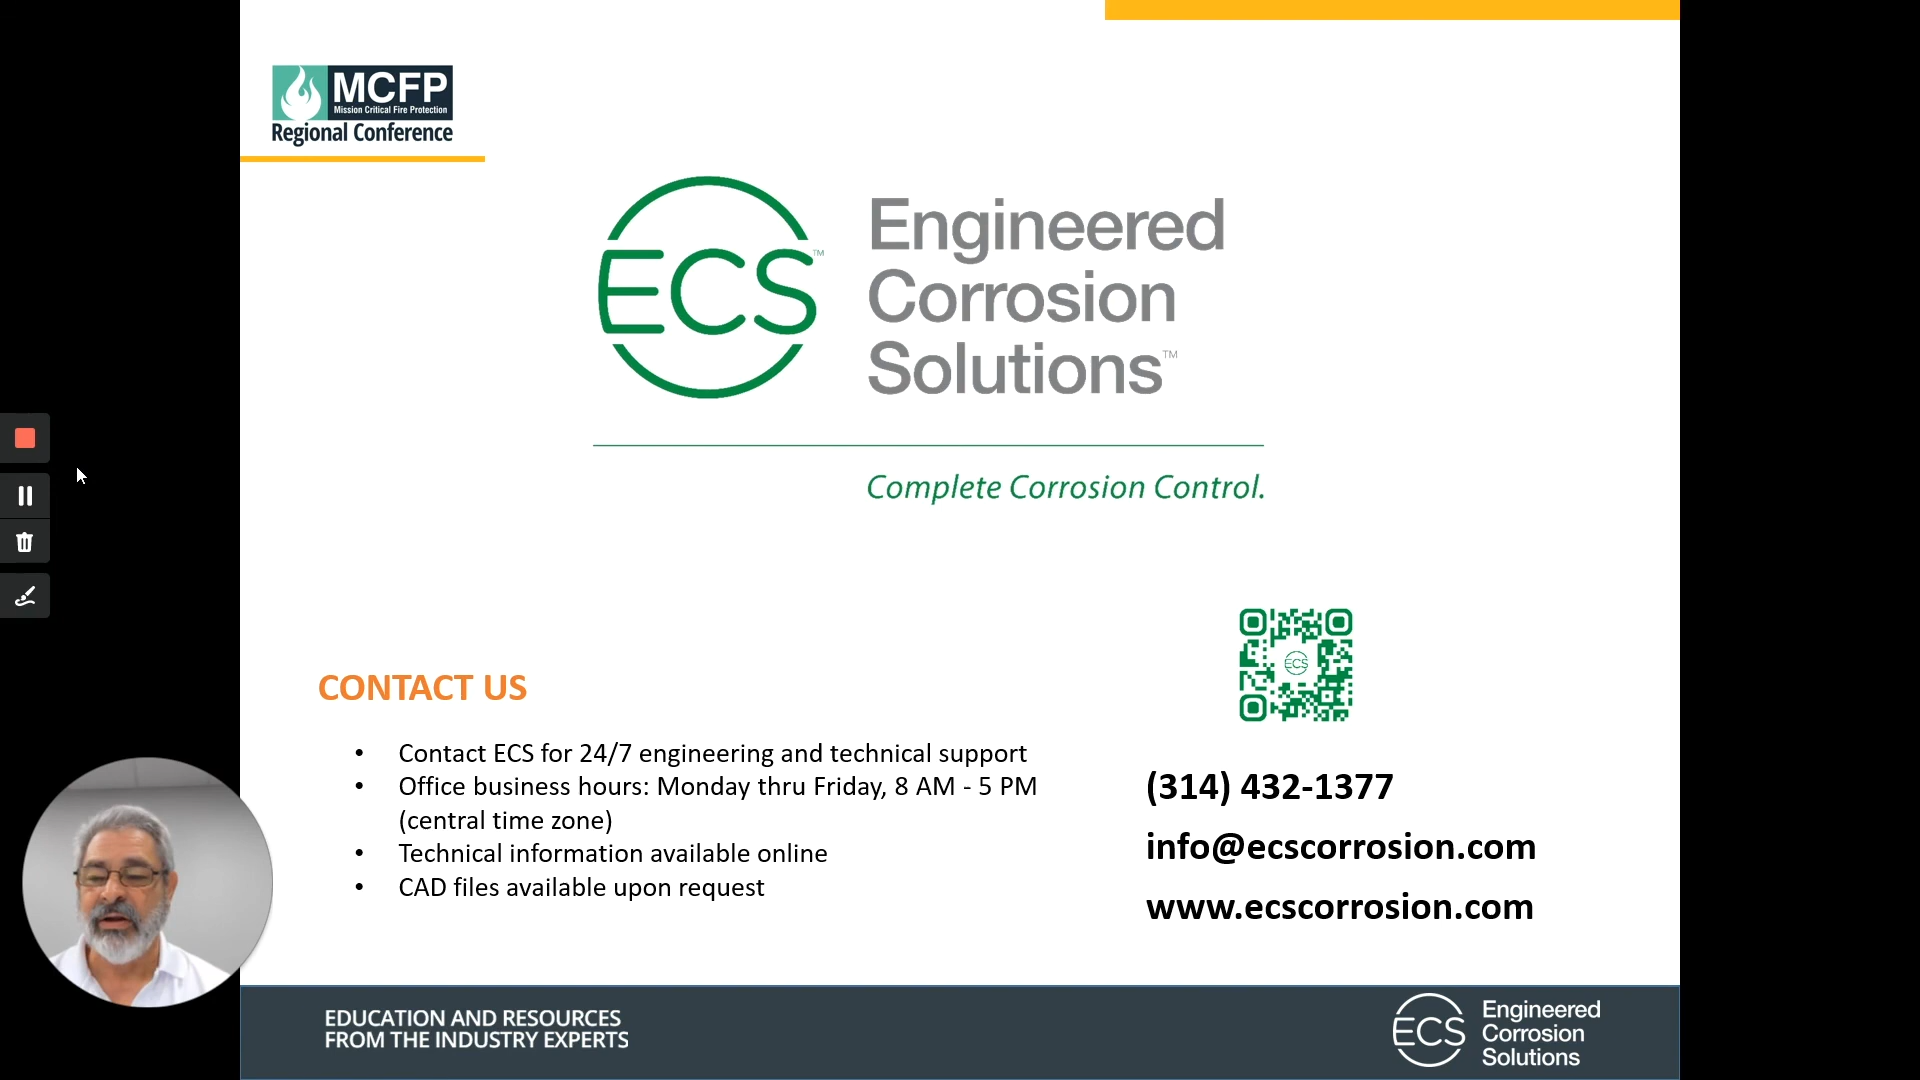 MCFP
Mission Critical Fire Protection
Regional Conference
ECS™
Engineered
Corrosion
Solutions™
Complete Corrosion Control.
ECS
CONTACT US
• Contact ECS for 24/7 engineering and technical support
• Office business hours: Monday thru Friday, 8 AM - 5 PM
(central time zone)
• Technical information available online
• CAD files available upon request
(314) 432-1377
info@ecscorrosion.com
www.ecscorrosion.com
EDUCATION AND RESOURCES
FROM THE INDUSTRY EXPERTS
ECS
Engineered
Corrosion
Solutions